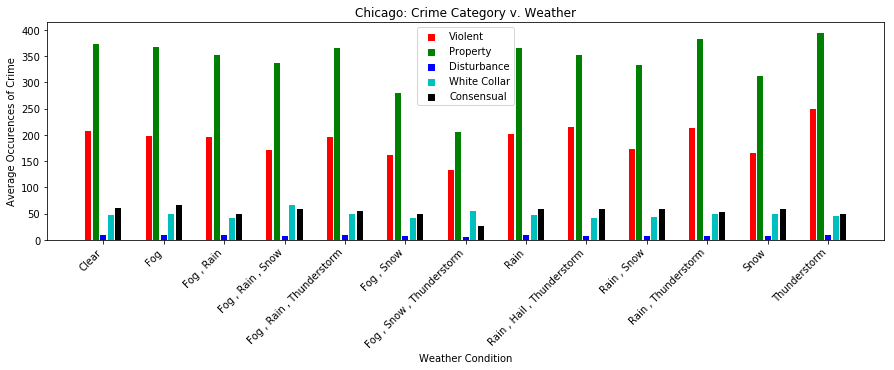 Chicago: Crime Category v. Weather
Violent
Property
Disturbance
White Collar
Consensual
Average Occurences of Crime
400
350
300
250
200
150
100
50
0
Clear
Fog
Fog , Rain
Fog , Rain , Snow
Fog , Rain , Thunderstorm
Fog , Snow
Fog , Snow , Thunderstorm
Rain
Rain , Hail , Thunderstorm
Rain , Snow
Rain , Thunderstorm
Snow
Thunderstorm
Weather Condition